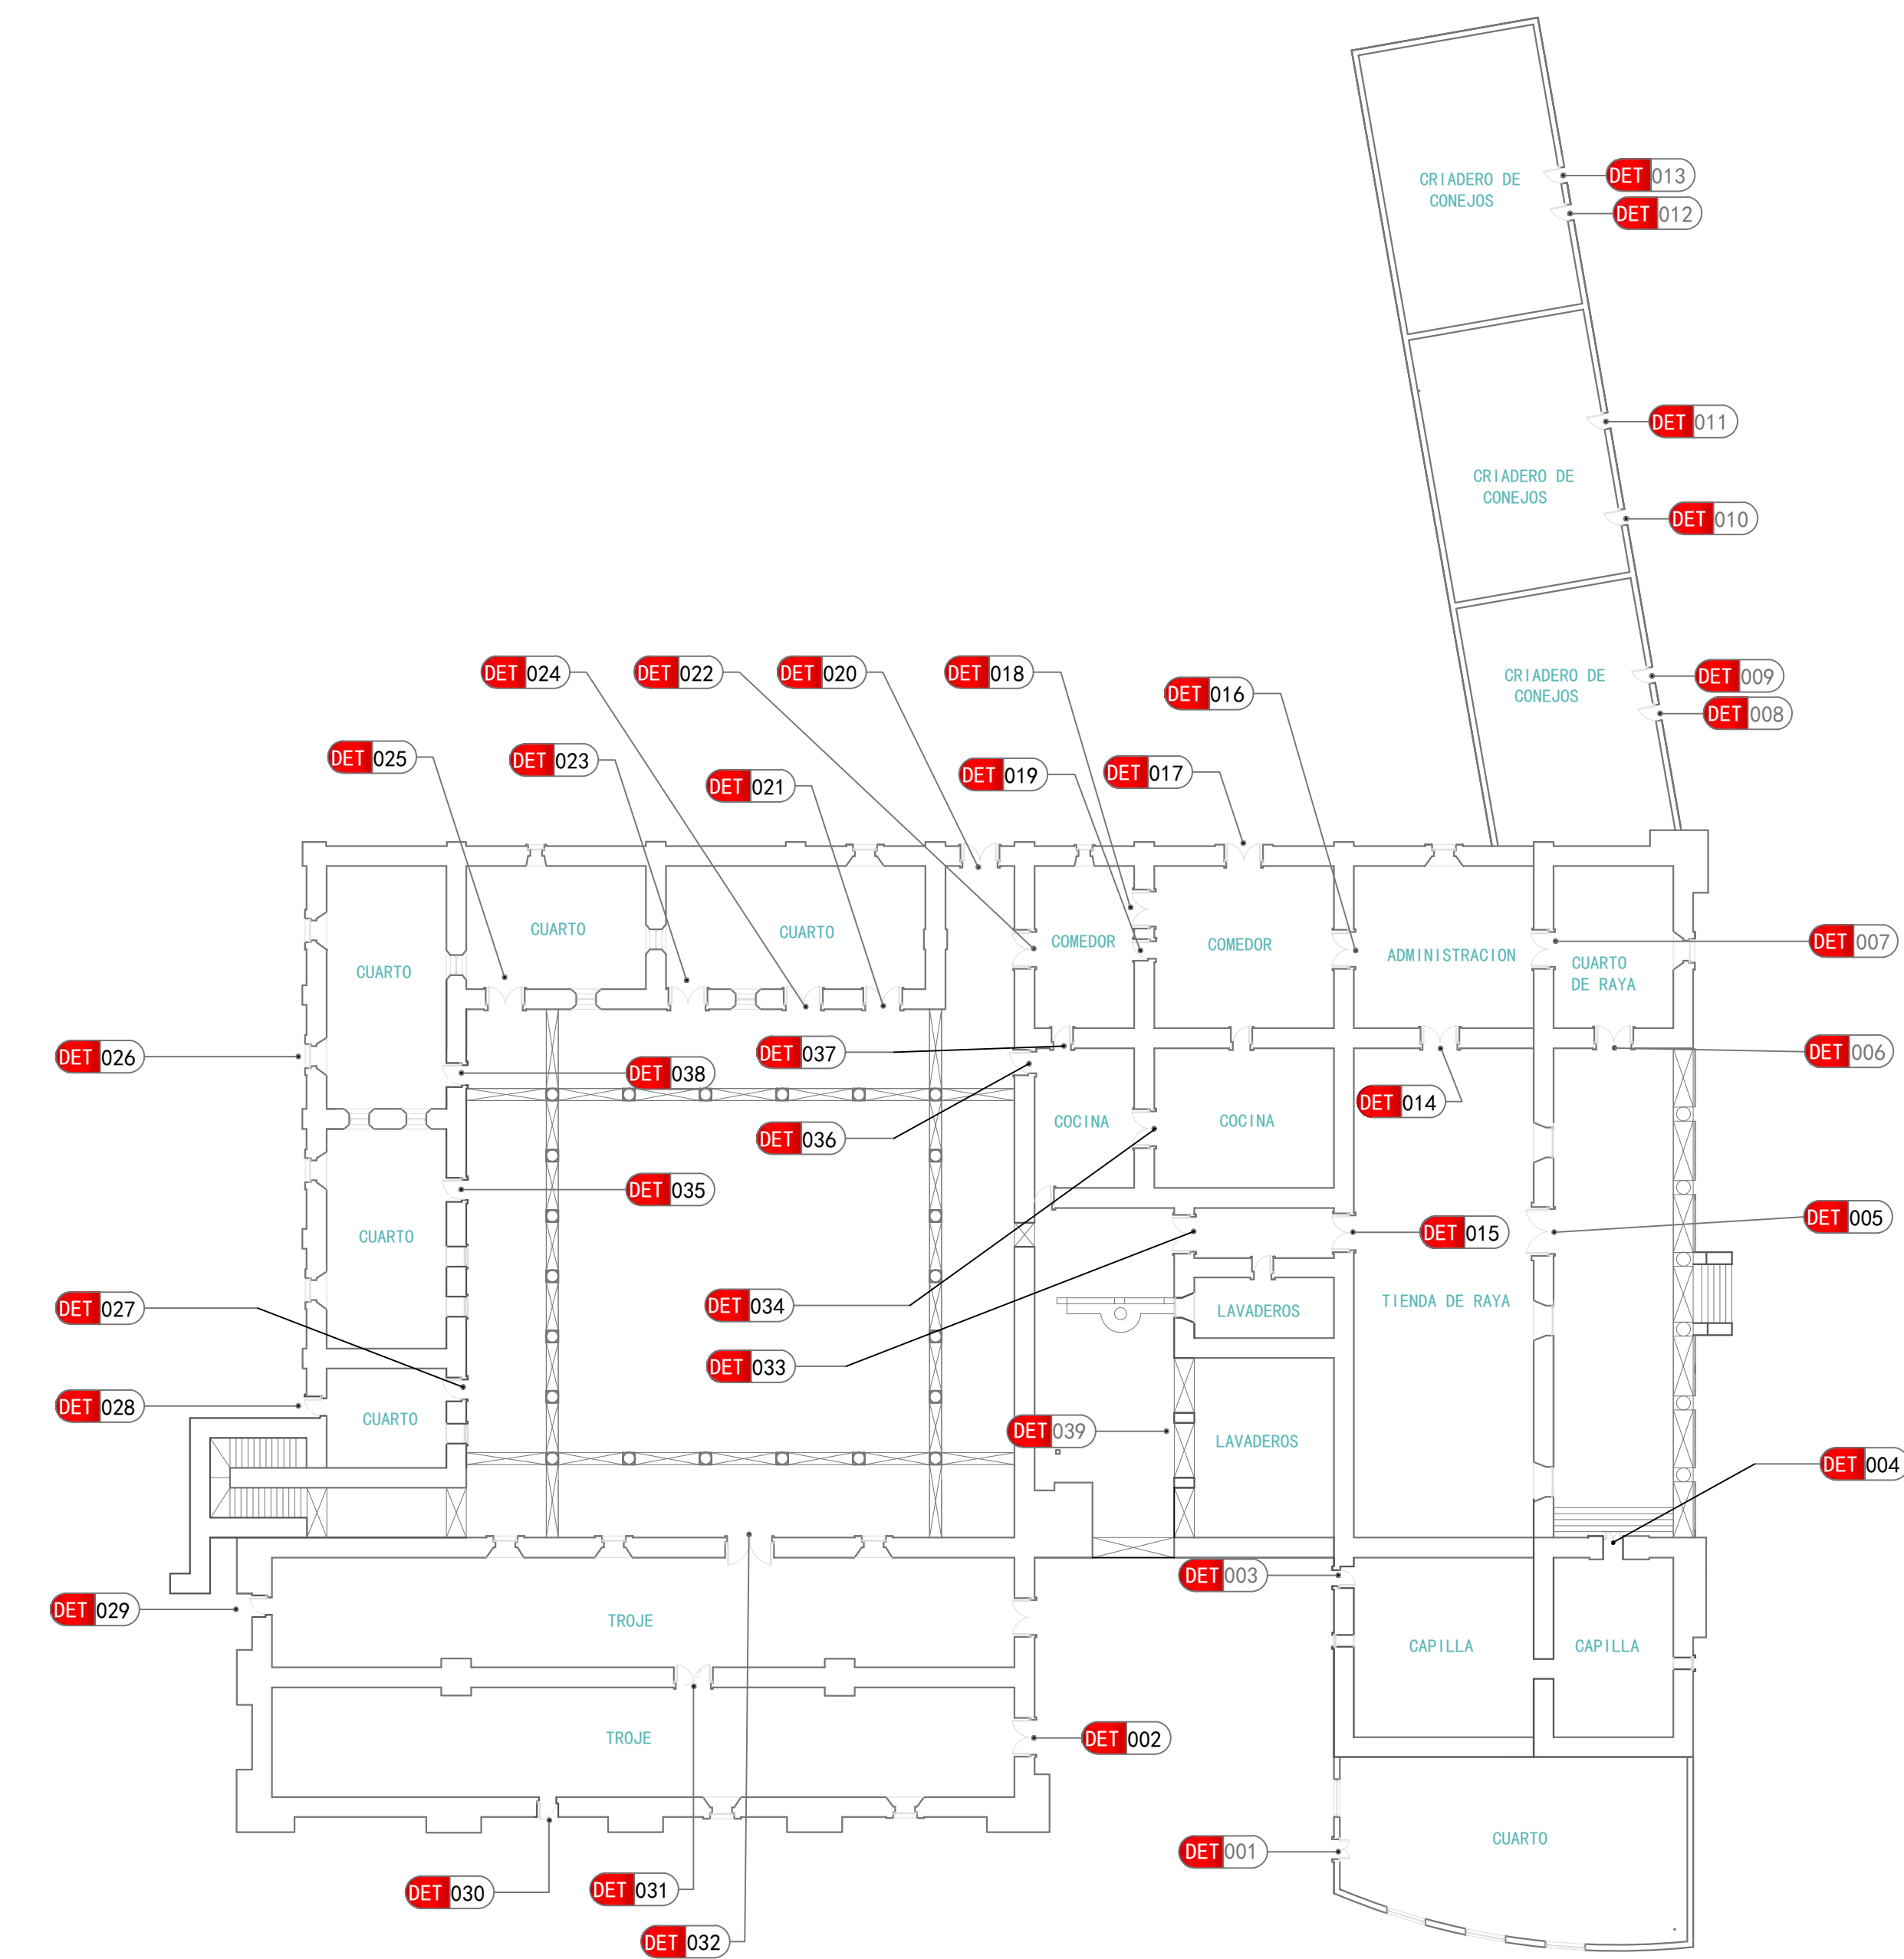 DET 013
CRIADERO DE
CONEJOS
DET 012
DET 011
CRIADERO DE
CONEJOS
DET 010
DET 024
DET 022
DET 020
DET 018
DET 016
CRIADERO DE
CONEJOS
DET 009
DET 008
DET 025
DET 023
DET 021
DET 019
DET 017
CUARTO
CUARTO
CUARTO
COMEDOR
COMEDOR
ADMINISTRACION
CUARTO
DE RAYA
DET 007
DET 026
DET 038
DET 037
DET 006
DET 014
DET 036
COCINA
COCINA
DET 035
DET 005
DET 015
CUARTO
DET 027
DET 034
LAVADEROS
TIENDA DE RAYA
DET 033
DET 028
CUARTO
DET 039
LAVADEROS
DET 004
DET 003
DET 029
TROJE
CAPILLA
CAPILLA
TROJE
DET 002
CUARTO
DET 001
DET 030
DET 031
DET 032